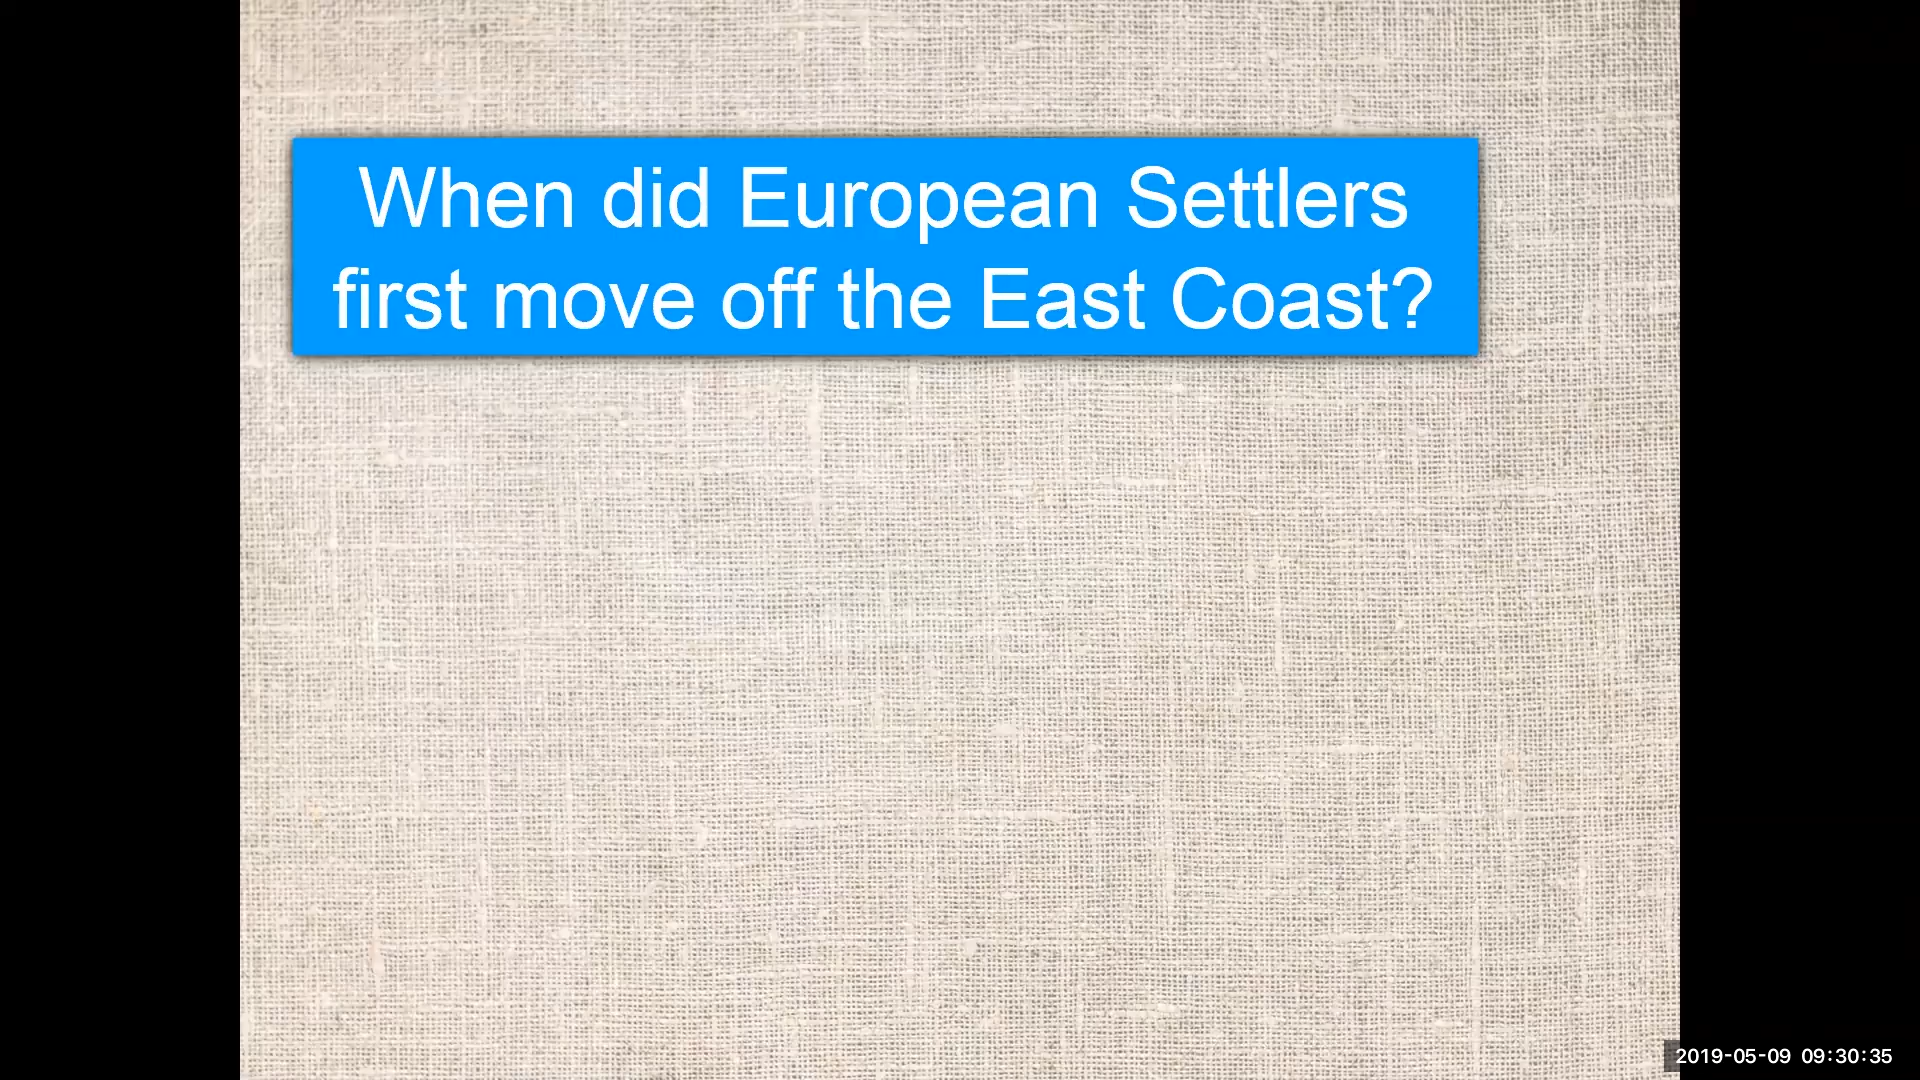 When did European Settlers
first move off the East Coast?
2019-05-09 09:30:35